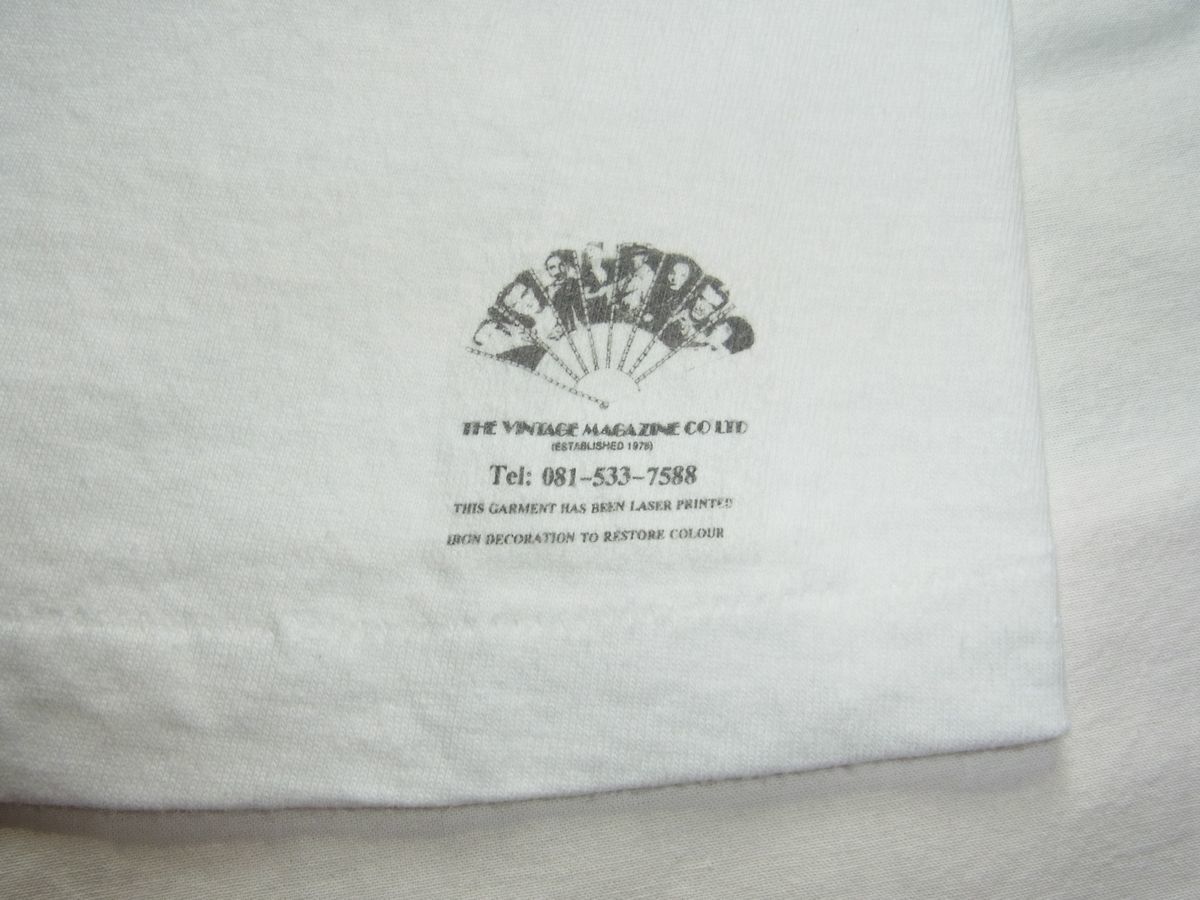 THE VINTAGE MAGAZINE CO LTD
(ESTABLISHED 1975)
Tel: 081-533-7588
THIS GARMENT HAS BEEN LASER PRINTED
IRON DECORATION TO RESTORE COLOUR